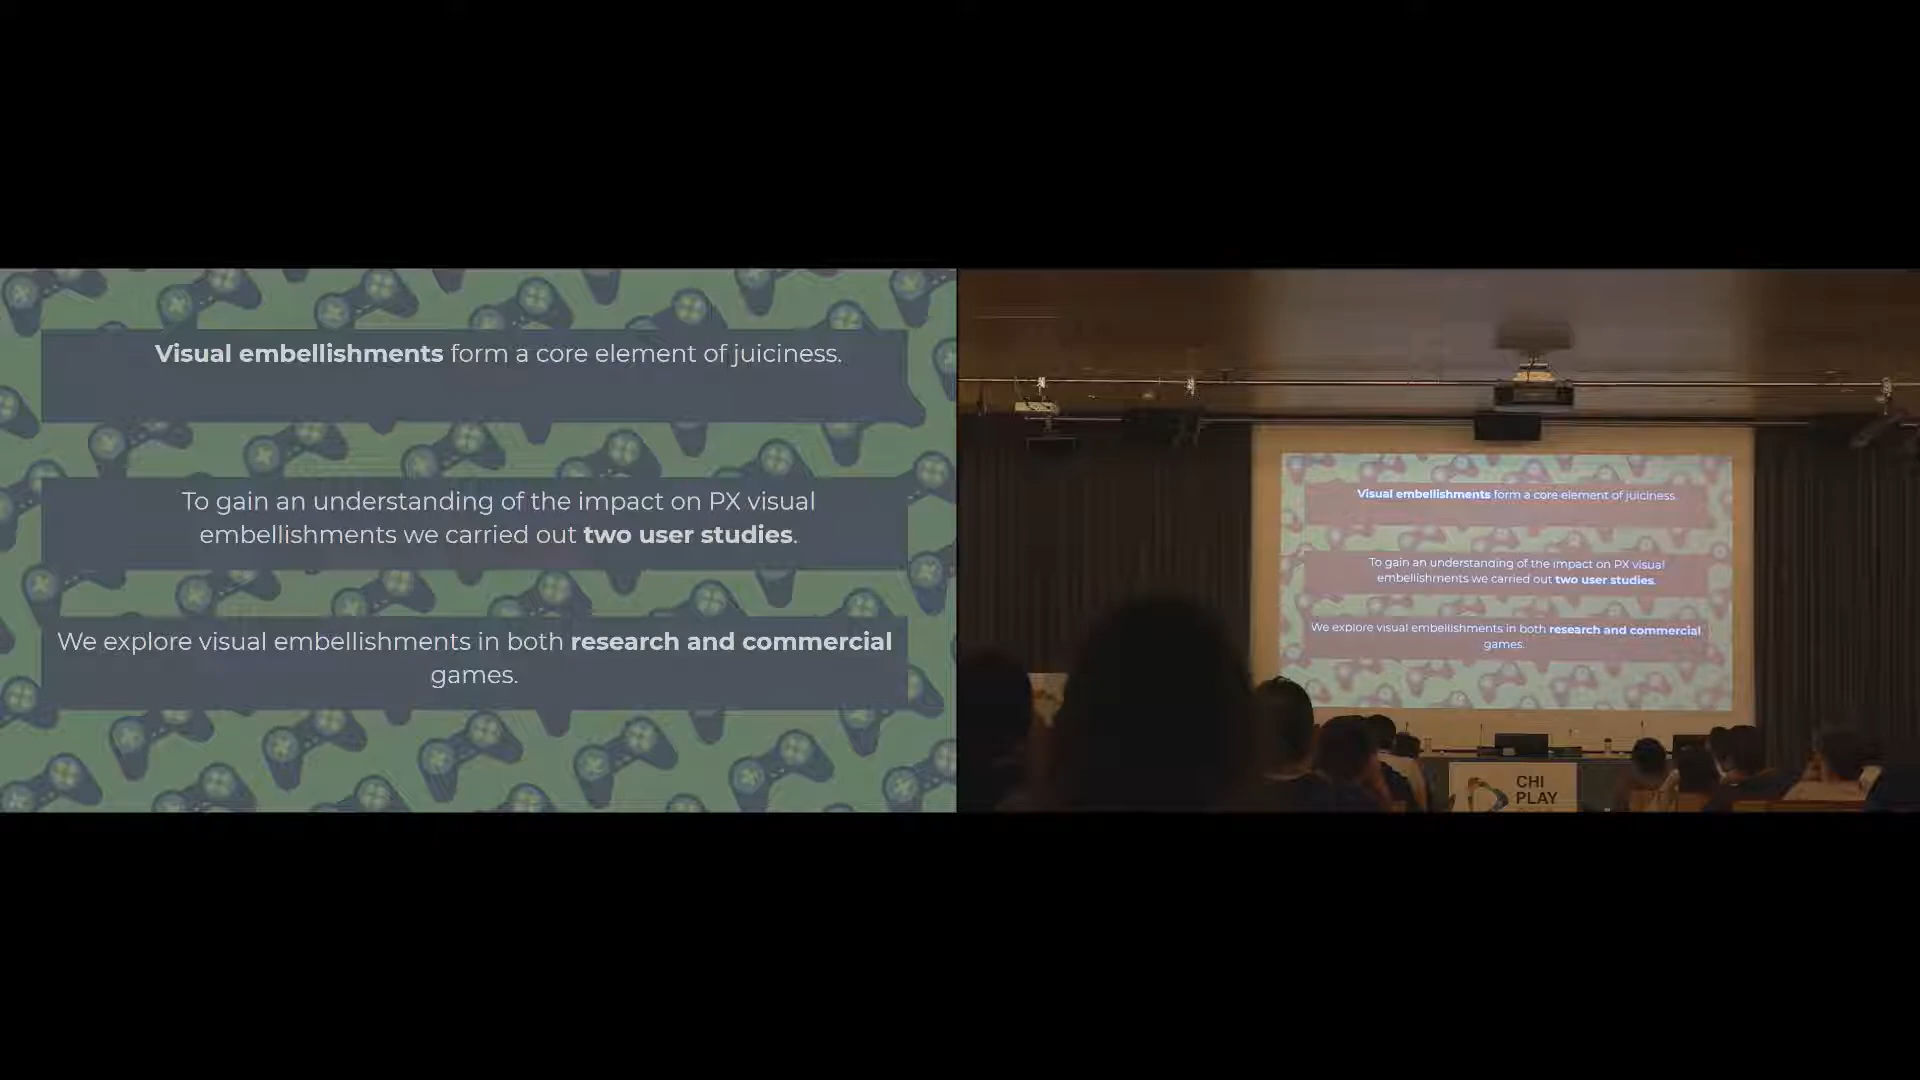 Visual embellishments form a core element of juiciness.
To gain an understanding of the impact on PX visual
embellishments we carried out two user studies.
We explore visual embellishments in both research and commercial
games.
Visual embellishments form a core element of juiciness.
To gain an understanding of the impact on PX visual
embellishments we carried out two user studies.
We explore visual embellishments in both research and commercial
games.
CHI
PLAY